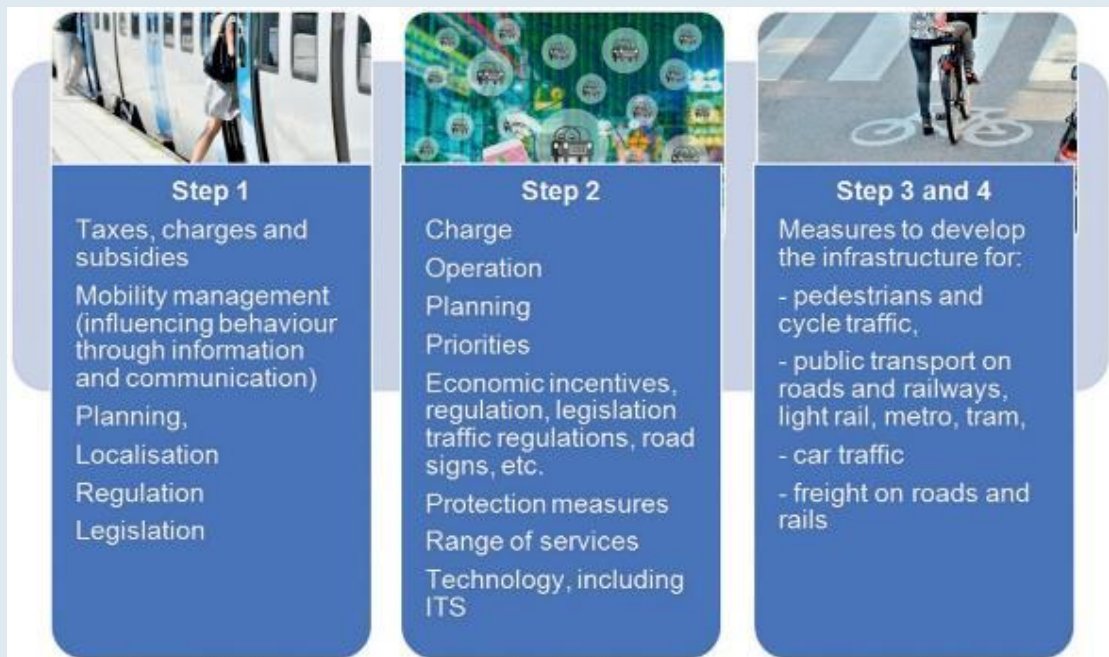 Step 1
Taxes, charges and
subsidies
Mobility management
(influencing behaviour
through information
and communication)
Planning,
Localisation
Regulation
Legislation
Step 2
Charge
Operation
Planning
Priorities
Economic incentives,
regulation, legislation
traffic regulations, road
signs, etc.
Protection measures
Range of services
Technology, including
ITS
Step 3 and 4
Measures to develop
the infrastructure for:
- pedestrians and
cycle traffic,
- public transport on
roads and railways,
light rail, metro, tram,
- car traffic
- freight on roads and
rails